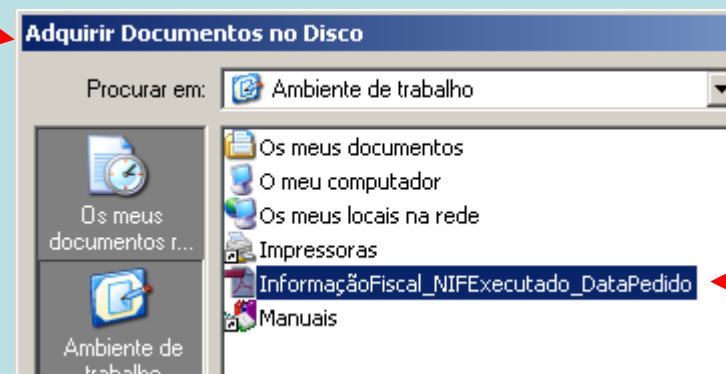 Adquirir Documentos no Disco
Procurar em: Ambiente de trabalho
Os meus documentos r...
Ambiente de trabalho
Os meus documentos
O meu computador
Os meus locais na rede
Impressoras
InformaçãoFiscal_NIFExecutado_DataPedido
Manuais